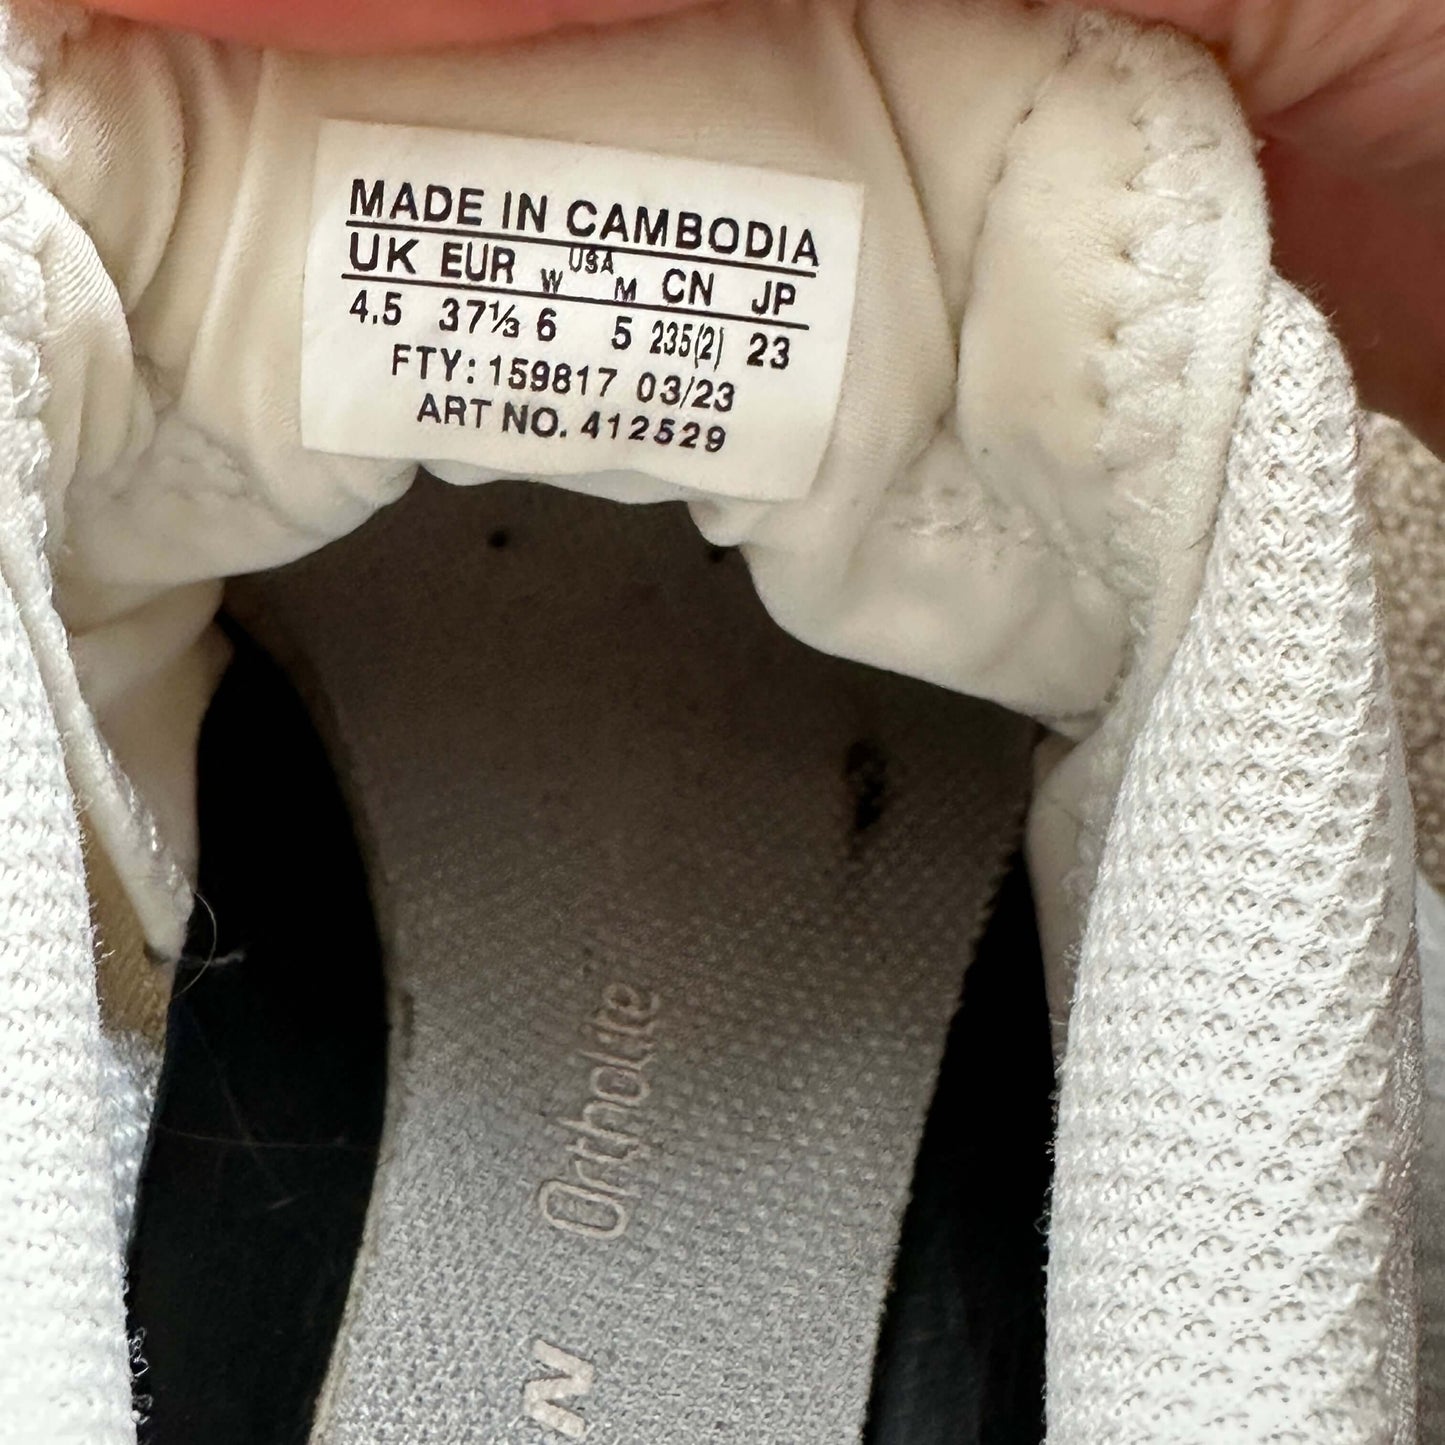 MADE IN CAMBODIA
UK EUR W USA M CN JP
4.5 37⅓ 6 5 235(2) 23
FTY: 159817 03/23
ART NO. 412529
Ortholite
N